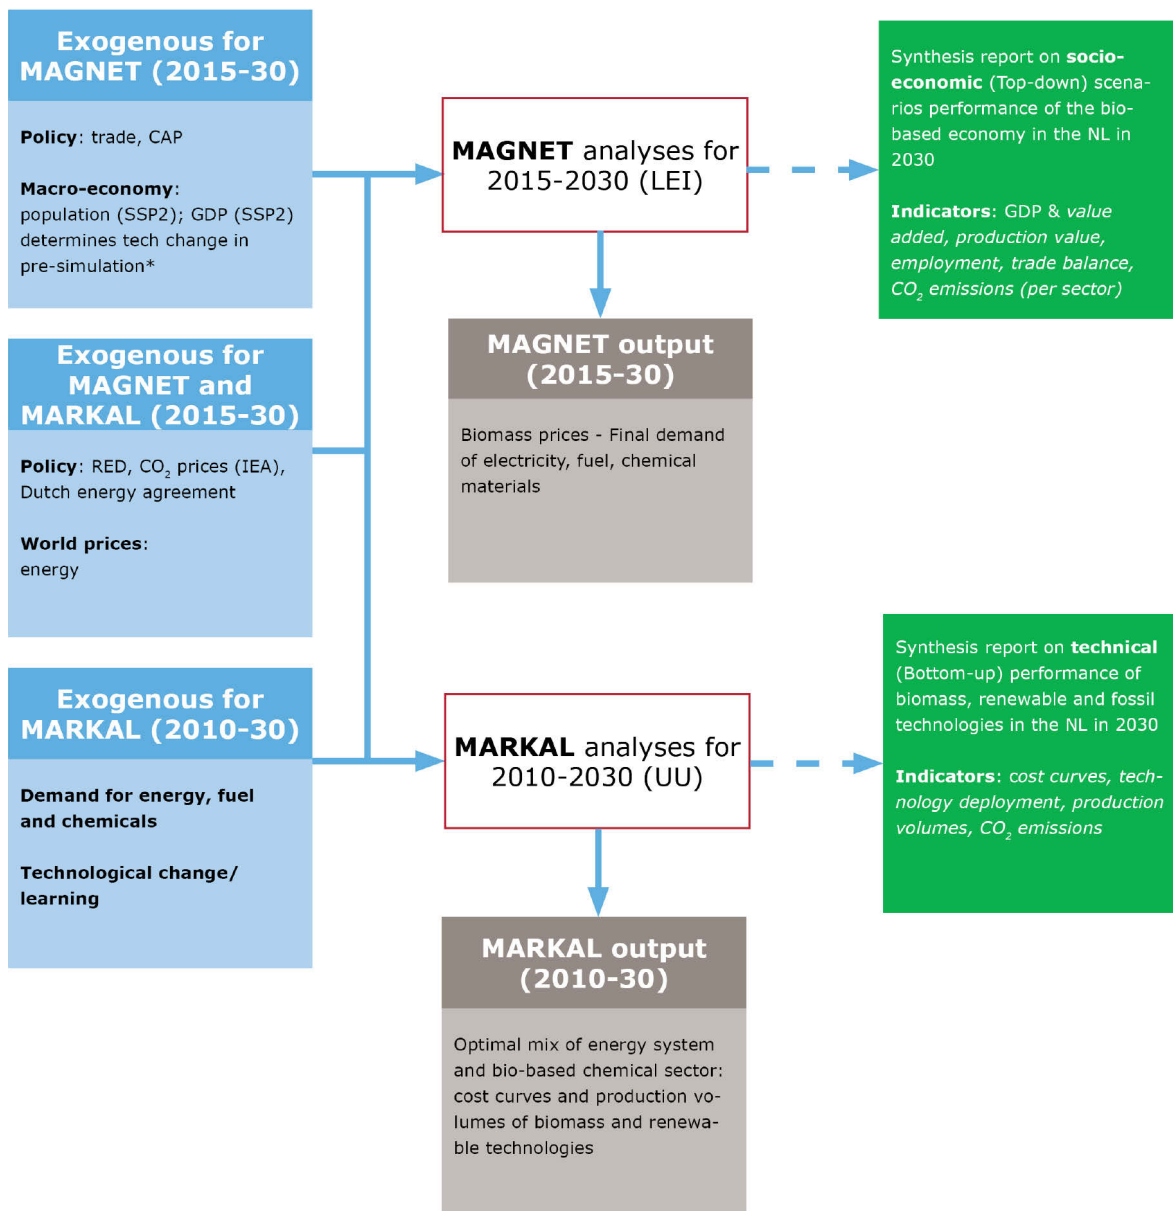 Exogenous for
MAGNET (2015-30)
Policy: trade, CAP
Macro-economy:
population (SSP2); GDP (SSP2)
determines tech change in
pre-simulation*
Exogenous for
MAGNET and
MARKAL (2015-30)
Policy: RED, CO₂ prices (IEA),
Dutch energy agreement
World prices:
energy
Exogenous for
MARKAL (2010-30)
Demand for energy, fuel
and chemicals
Technological change/
learning
MAGNET analyses for
2015-2030 (LEI)
MAGNET output
(2015-30)
Biomass prices - Final demand
of electricity, fuel, chemical
materials
MARKAL analyses for
2010-2030 (UU)
MARKAL output
(2010-30)
Optimal mix of energy system
and bio-based chemical sector:
cost curves and production vo-
lumes of biomass and renewa-
ble technologies
Synthesis report on socio-
economic (Top-down) scena-
rios performance of the bio-
based economy in the NL in
2030
Indicators: GDP & value
added, production value,
employment, trade balance,
CO₂ emissions (per sector)
Synthesis report on technical
(Bottom-up) performance of
biomass, renewable and fossil
technologies in the NL in 2030
Indicators: cost curves, tech-
nology deployment, production
volumes, CO₂ emissions